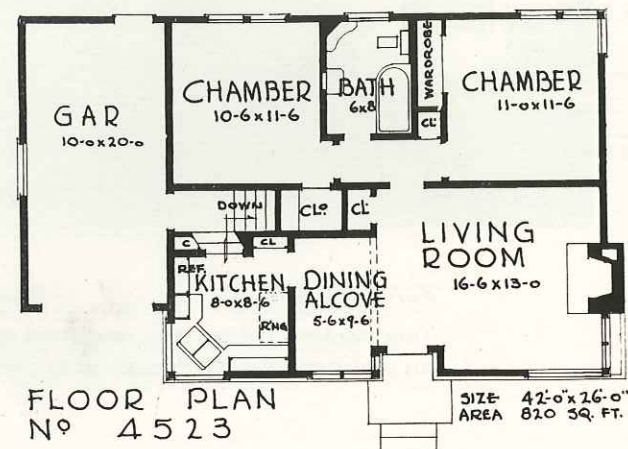 GAR
10-0x20-0
CHAMBER
10-6x11-6
BATH
6x8
WARDROBE
CL
CHAMBER
11-0x11-6
DOWN
CLO
CL
C
CL
REF.
KITCHEN
8-0x8-6
R'NG
DINING
ALCOVE
5-6x9-6
LIVING
ROOM
16-6x13-0
FLOOR PLAN
No 4523
SIZE 42'-0"x26'-0"
AREA 820 SQ. FT.